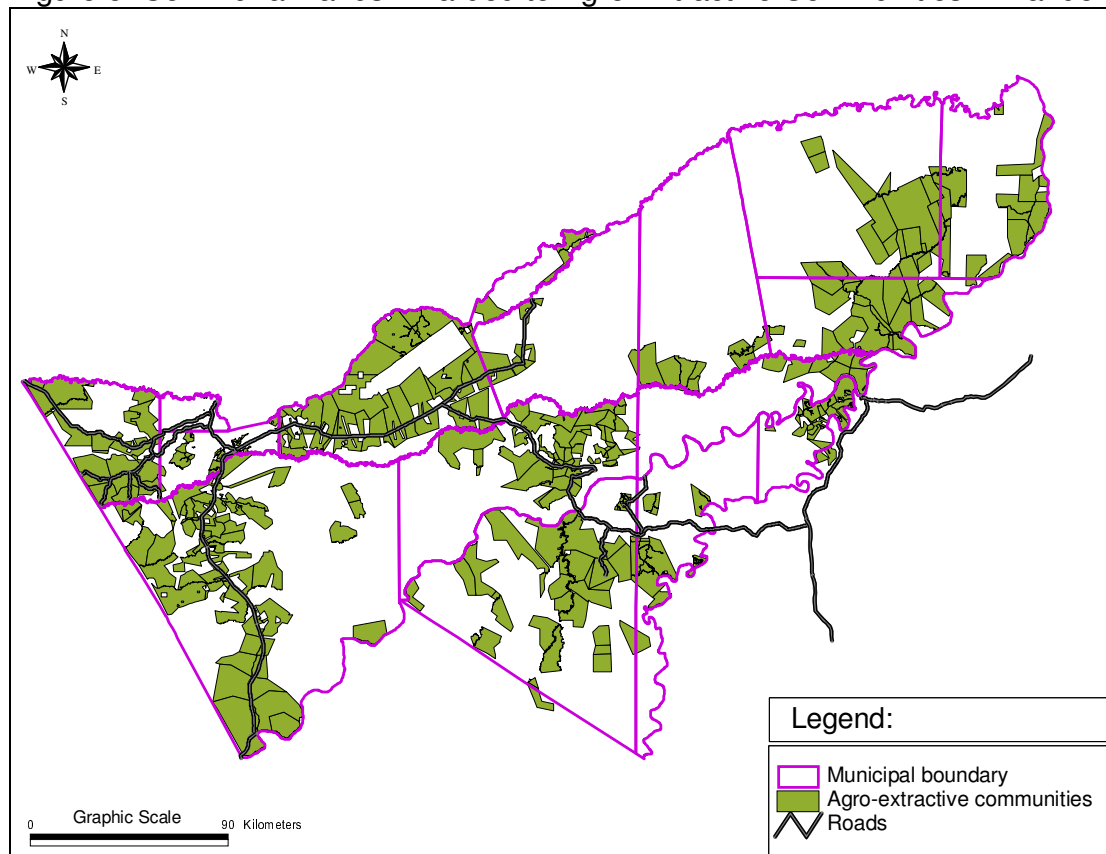 N
W E
S
Legend:
Municipal boundary
Agro-extractive communities
Roads
Graphic Scale
0 90 Kilometers